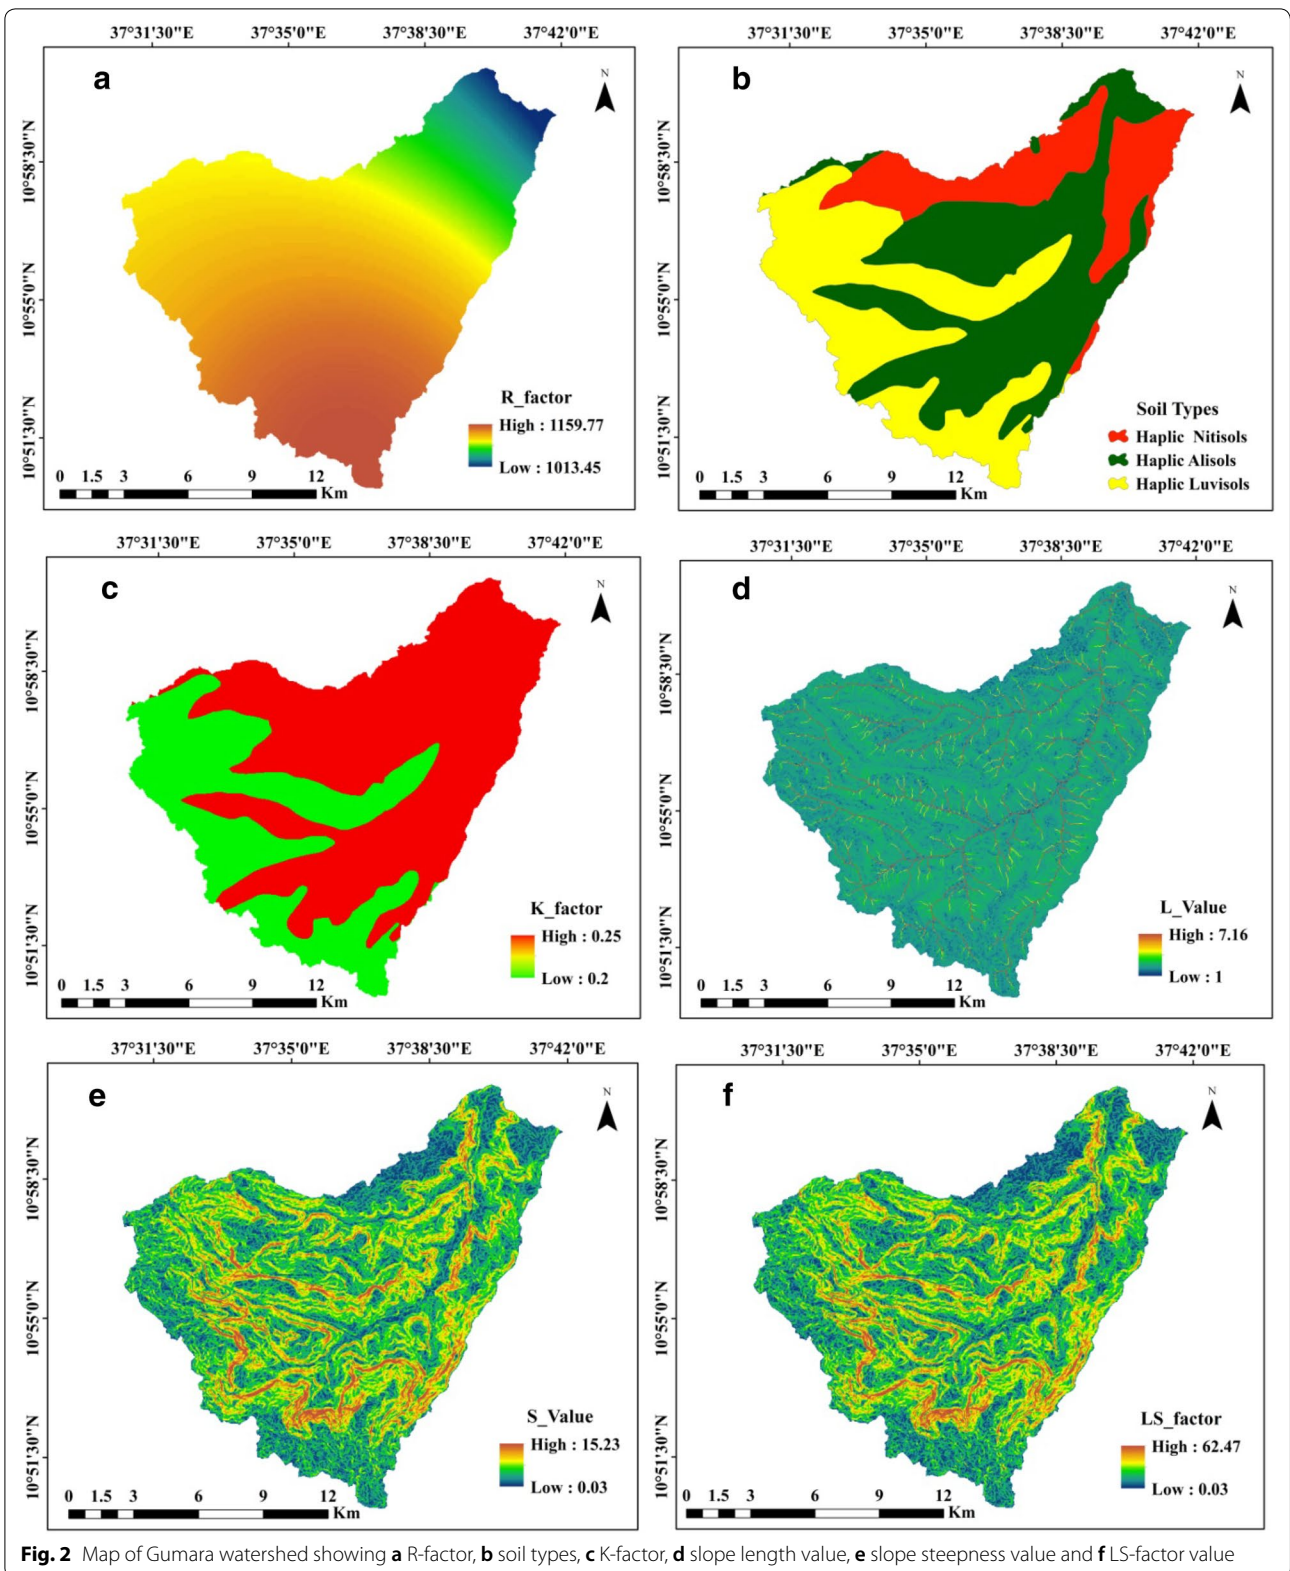 37°31'30"E 37°35'0"E 37°38'30"E 37°42'0"E
a
N
10°58'30"N
10°55'0"N
10°51'30"N
R_factor
High : 1159.77
Low : 1013.45
0 1.5 3 6 9 12
Km
37°31'30"E 37°35'0"E 37°38'30"E 37°42'0"E
b
N
10°58'30"N
10°55'0"N
10°51'30"N
Soil Types
Haplic Nitisols
Haplic Alisols
Haplic Luvisols
0 1.5 3 6 9 12
Km
37°31'30"E 37°35'0"E 37°38'30"E 37°42'0"E
c
N
10°58'30"N
10°55'0"N
10°51'30"N
K_factor
High : 0.25
Low : 0.2
0 1.5 3 6 9 12
Km
37°31'30"E 37°35'0"E 37°38'30"E 37°42'0"E
d
N
10°58'30"N
10°55'0"N
10°51'30"N
L_Value
High : 7.16
Low : 1
0 1.5 3 6 9 12
Km
37°31'30"E 37°35'0"E 37°38'30"E 37°42'0"E
e
N
10°58'30"N
10°55'0"N
10°51'30"N
S_Value
High : 15.23
Low : 0.03
0 1.5 3 6 9 12
Km
37°31'30"E 37°35'0"E 37°38'30"E 37°42'0"E
f
N
10°58'30"N
10°55'0"N
10°51'30"N
LS_factor
High : 62.47
Low : 0.03
0 1.5 3 6 9 12
Km
Fig. 2 Map of Gumara watershed showing a R-factor, b soil types, c K-factor, d slope length value, e slope steepness value and f LS-factor value